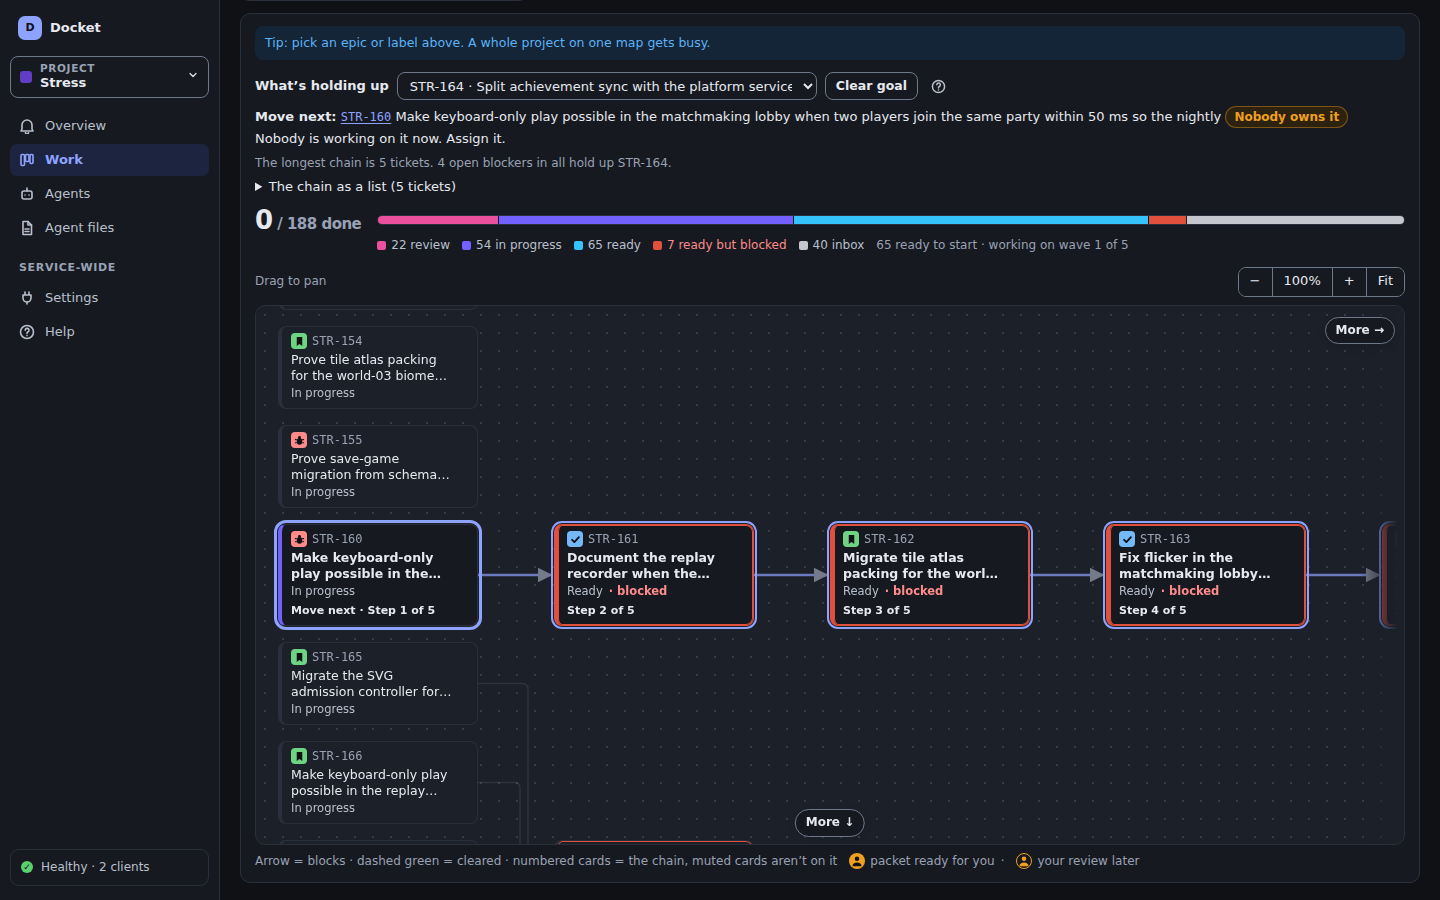 D Docket
PROJECT
Stress
Overview
Work
Agents
Agent files
SERVICE-WIDE
Settings
Help
Healthy · 2 clients
Tip: pick an epic or label above. A whole project on one map gets busy.
What’s holding up STR-164 · Split achievement sync with the platform service Clear goal
Move next: STR-160 Make keyboard-only play possible in the matchmaking lobby when two players join the same party within 50 ms so the nightly Nobody owns it
Nobody is working on it now. Assign it.
The longest chain is 5 tickets. 4 open blockers in all hold up STR-164.
The chain as a list (5 tickets)
0 / 188 done
22 review 54 in progress 65 ready 7 ready but blocked 40 inbox 65 ready to start · working on wave 1 of 5
Drag to pan
− 100% + Fit
More →
STR-154
Prove tile atlas packing
for the world-03 biome…
In progress
STR-155
Prove save-game
migration from schema…
In progress
STR-160
Make keyboard-only
play possible in the…
In progress
Move next · Step 1 of 5
STR-161
Document the replay
recorder when the…
Ready · blocked
Step 2 of 5
STR-162
Migrate tile atlas
packing for the worl…
Ready · blocked
Step 3 of 5
STR-163
Fix flicker in the
matchmaking lobby…
Ready · blocked
Step 4 of 5
STR-165
Migrate the SVG
admission controller for…
In progress
STR-166
Make keyboard-only play
possible in the replay…
In progress
More ↓
Arrow = blocks · dashed green = cleared · numbered cards = the chain, muted cards aren’t on it packet ready for you · your review later